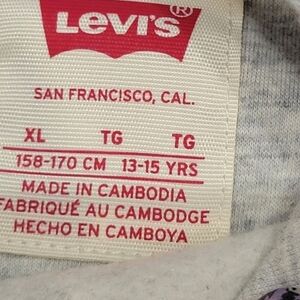 Levi's ®
SAN FRANCISCO, CAL.
XL TG TG
158-170 CM 13-15 YRS
MADE IN CAMBODIA
FABRIQUÉ AU CAMBODGE
HECHO EN CAMBOYA